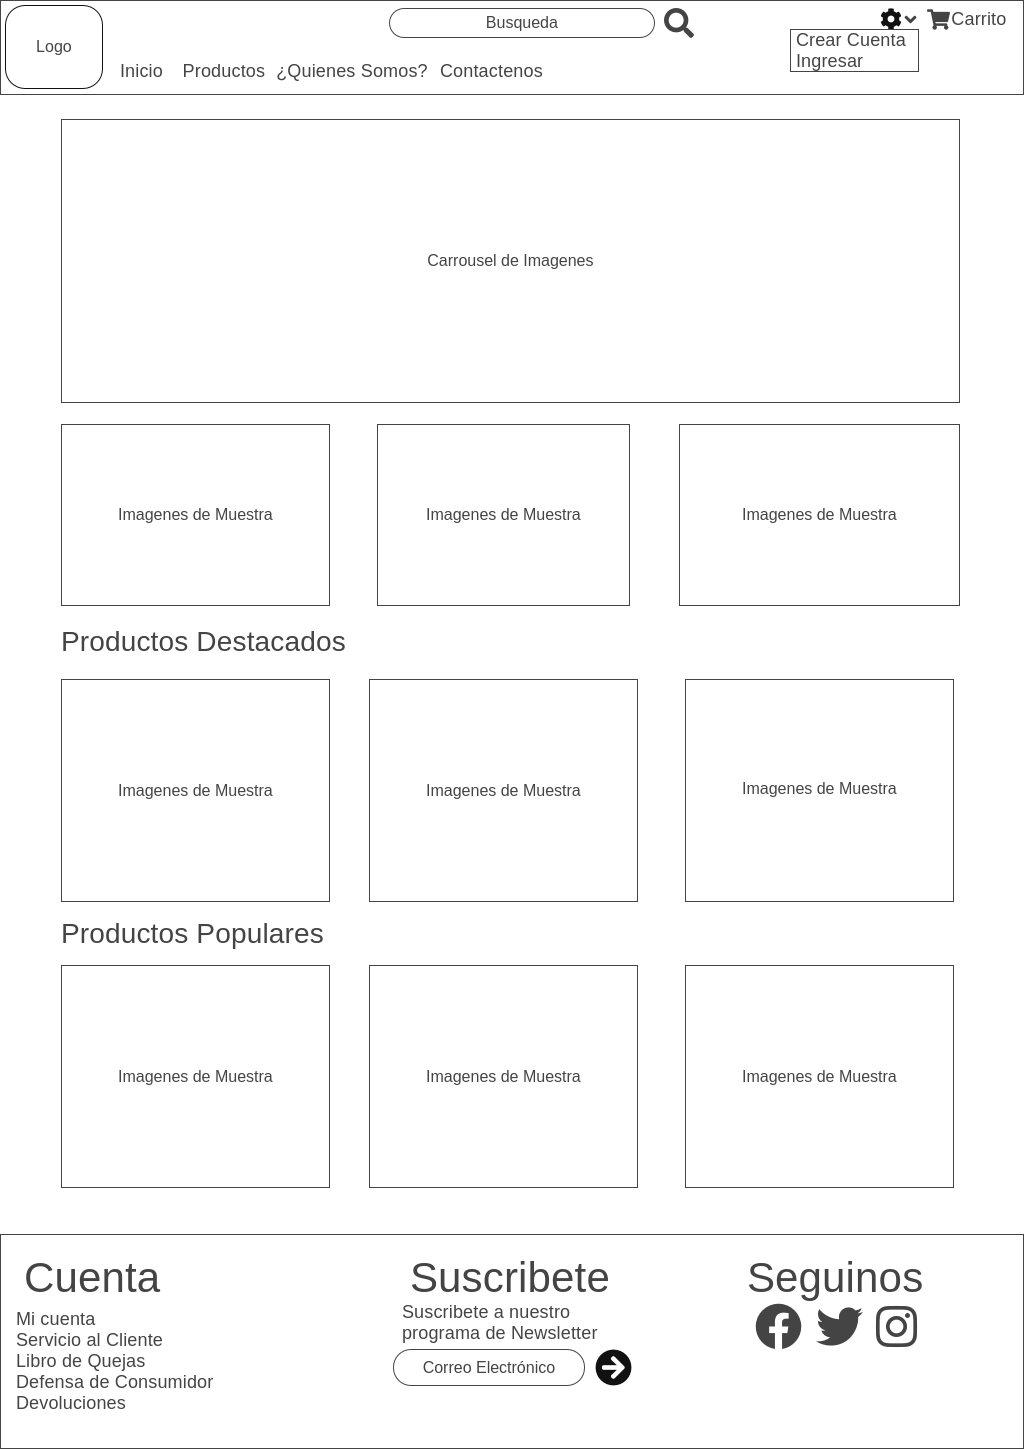 Logo
Busqueda
Carrito
Crear Cuenta
Ingresar
Inicio Productos ¿Quienes Somos? Contactenos
Carrousel de Imagenes
Imagenes de Muestra Imagenes de Muestra Imagenes de Muestra
Productos Destacados
Imagenes de Muestra Imagenes de Muestra Imagenes de Muestra
Productos Populares
Imagenes de Muestra Imagenes de Muestra Imagenes de Muestra
Cuenta
Mi cuenta
Servicio al Cliente
Libro de Quejas
Defensa de Consumidor
Devoluciones
Suscribete
Suscribete a nuestro
programa de Newsletter
Correo Electrónico
Seguinos